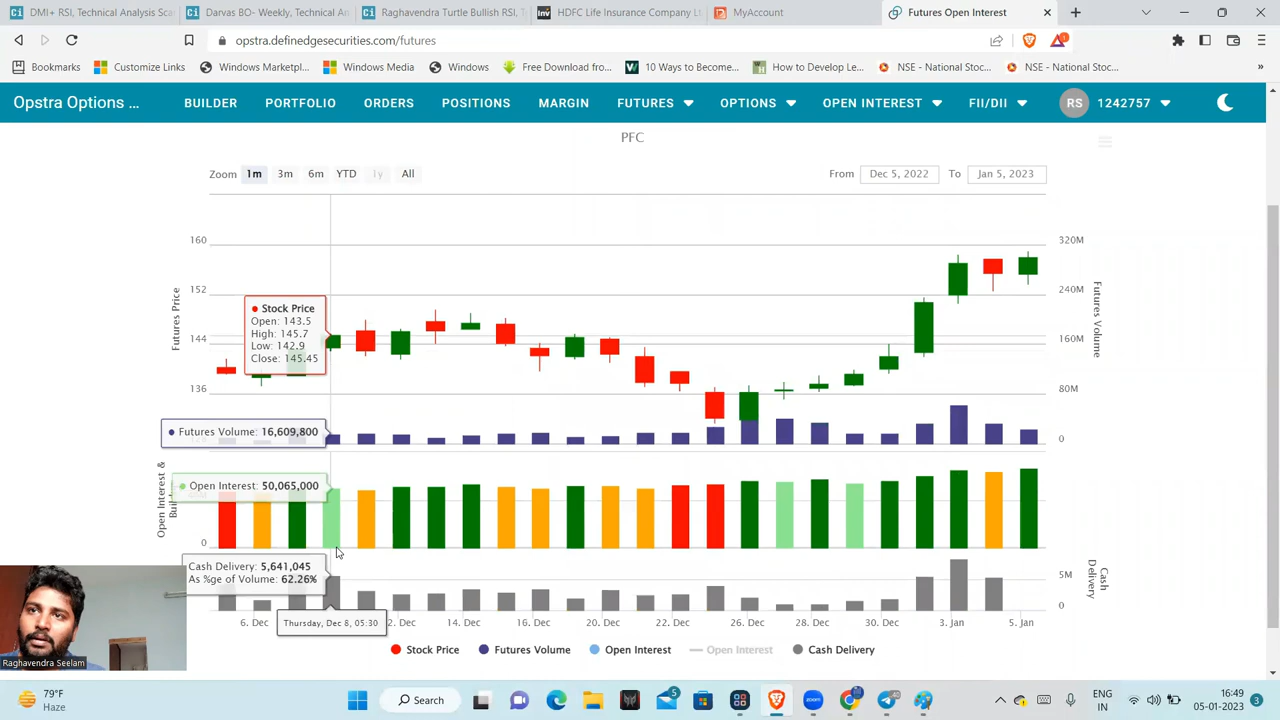 DMI+ RSI, Technical Analysis Scan
Darvas BO- Weekly, Technical An
Raghavendra Turtle Bullish RSI, T
HDFC Life Insurance Company L
MyAccount
Futures Open Interest
opstra.definedgesecurities.com/futures
Bookmarks
Customize Links
Windows Marketpl...
Windows Media
Windows
Free Download fro...
10 Ways to Become...
How to Develop Le...
NSE - National Stoc...
NSE - National Stoc...
Opstra Options ...
BUILDER
PORTFOLIO
ORDERS
POSITIONS
MARGIN
FUTURES
OPTIONS
OPEN INTEREST
FII/DII
RS
1242757
PFC
Zoom 1m 3m 6m YTD 1y All
From Dec 5, 2022 To Jan 5, 2023
160
152
144
136
320M
240M
160M
80M
0
Futures Price
Futures Volume
Stock Price
Open: 143.5
High: 145.7
Low: 142.9
Close: 145.45
Futures Volume: 16,609,800
Open Interest: 50,065,000
Open Interest &
0
Cash Delivery: 5,641,045
As %ge of Volume: 62.26%
5M
0
Cash Delivery
Thursday, Dec 8, 05:30
6. Dec
2. Dec
14. Dec
16. Dec
20. Dec
22. Dec
26. Dec
28. Dec
30. Dec
3. Jan
5. Jan
Stock Price
Futures Volume
Open Interest
Open Interest
Cash Delivery
Raghavendra Seelam
79°F
Haze
Search
5
ENG
IN
16:49
05-01-2023